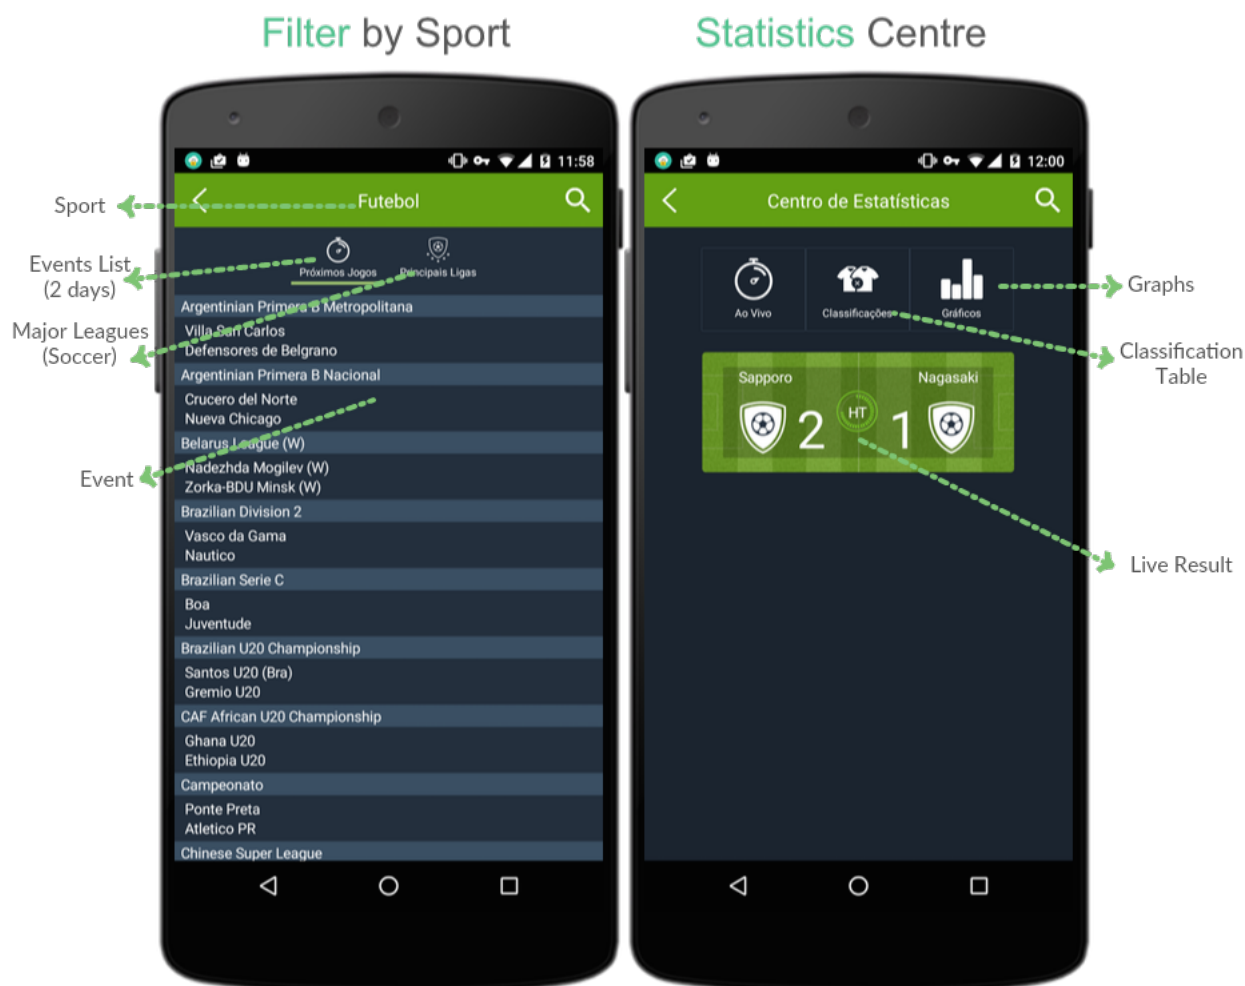 Filter by Sport
Statistics Centre
11:58
Futebol
Próximos Jogos
Principais Ligas
Argentinian Primera B Metropolitana
Villa San Carlos
Defensores de Belgrano
Argentinian Primera B Nacional
Crucero del Norte
Nueva Chicago
Belarus League (W)
Nadezhda Mogilev (W)
Zorka-BDU Minsk (W)
Brazilian Division 2
Vasco da Gama
Nautico
Brazilian Serie C
Boa
Juventude
Brazilian U20 Championship
Santos U20 (Bra)
Gremio U20
CAF African U20 Championship
Ghana U20
Ethiopia U20
Campeonato
Ponte Preta
Atletico PR
Chinese Super League
Sport
Events List
(2 days)
Major Leagues
(Soccer)
Event
12:00
Centro de Estatísticas
Ao Vivo
Classificações
Gráficos
Sapporo
Nagasaki
2
HT
1
Graphs
Classification
Table
Live Result